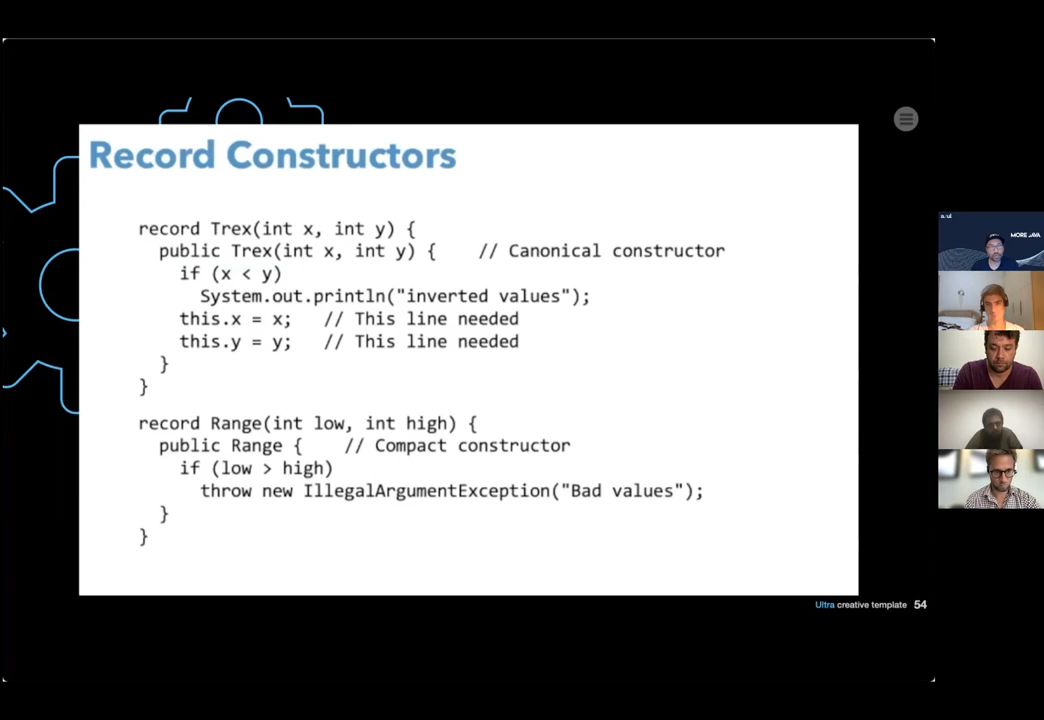 Record Constructors
record Trex(int x, int y) {
public Trex(int x, int y) { // Canonical constructor
if (x < y)
System.out.println("inverted values");
this.x = x; // This line needed
this.y = y; // This line needed
}
}
record Range(int low, int high) {
public Range { // Compact constructor
if (low > high)
throw new IllegalArgumentException("Bad values");
}
}
Ultra creative template 54
MORE JAVA